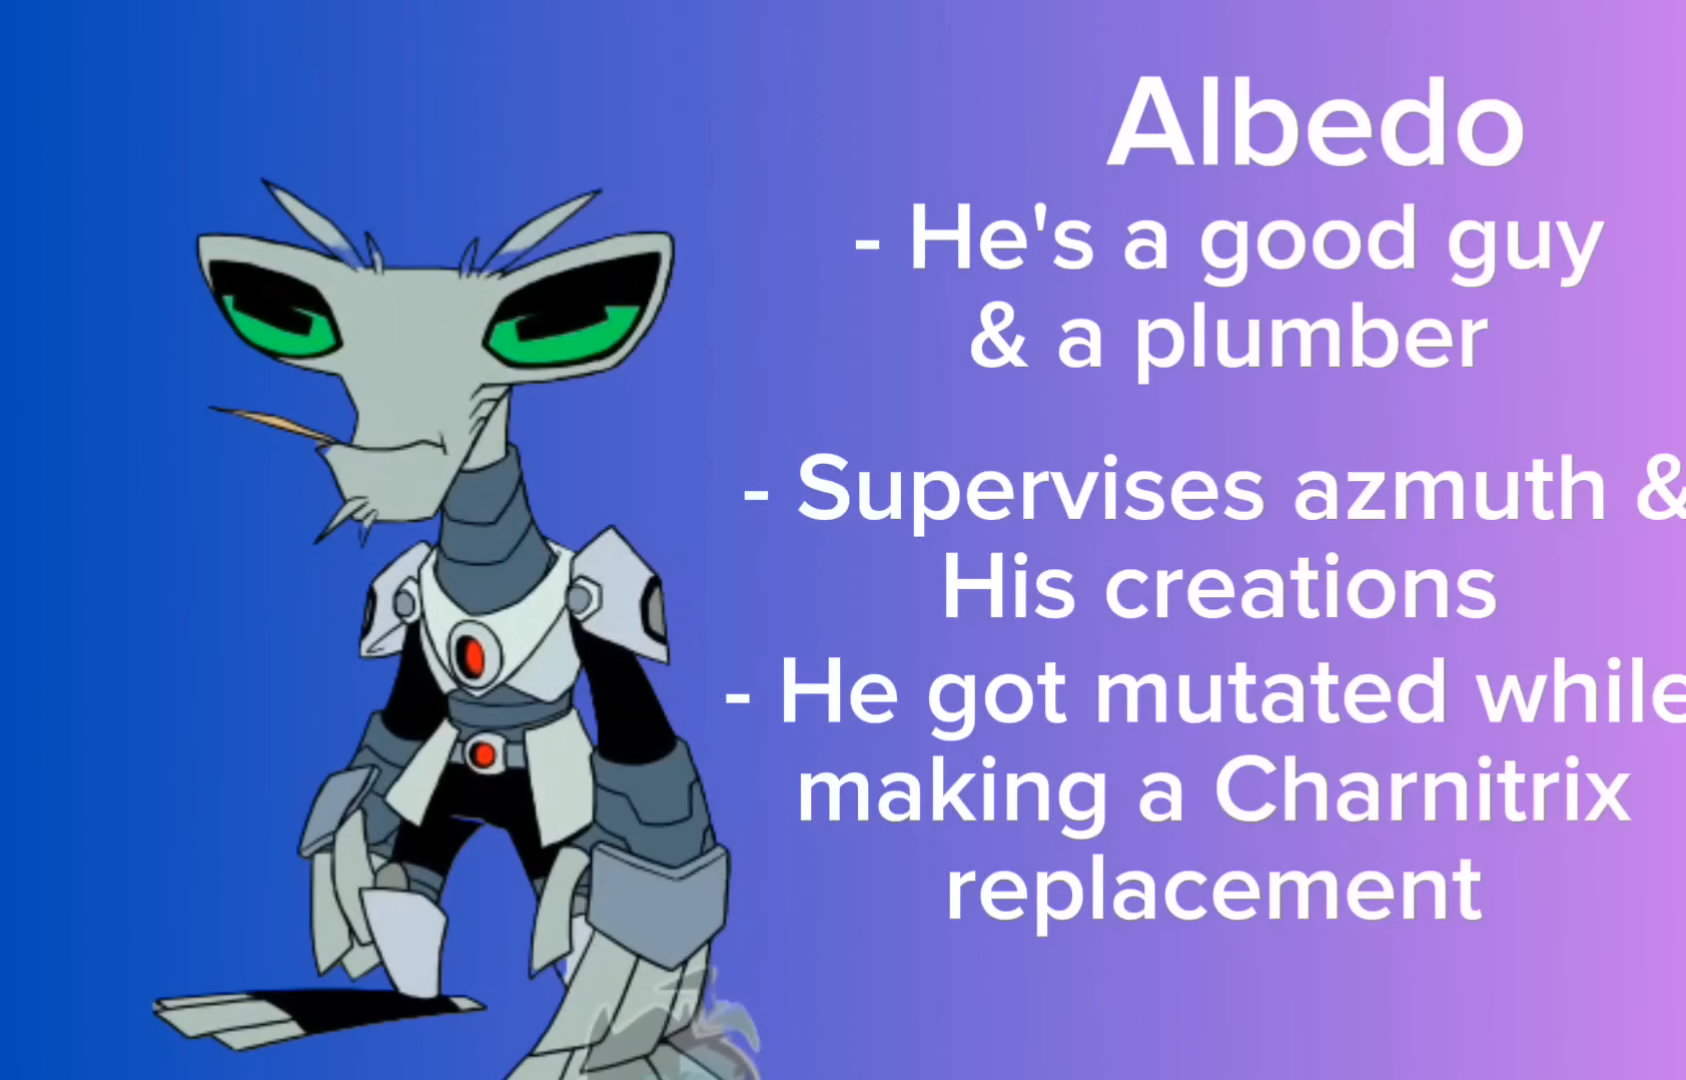 Albedo
- He's a good guy
& a plumber
- Supervises azmuth &
His creations
- He got mutated while
making a Charnitrix
replacement